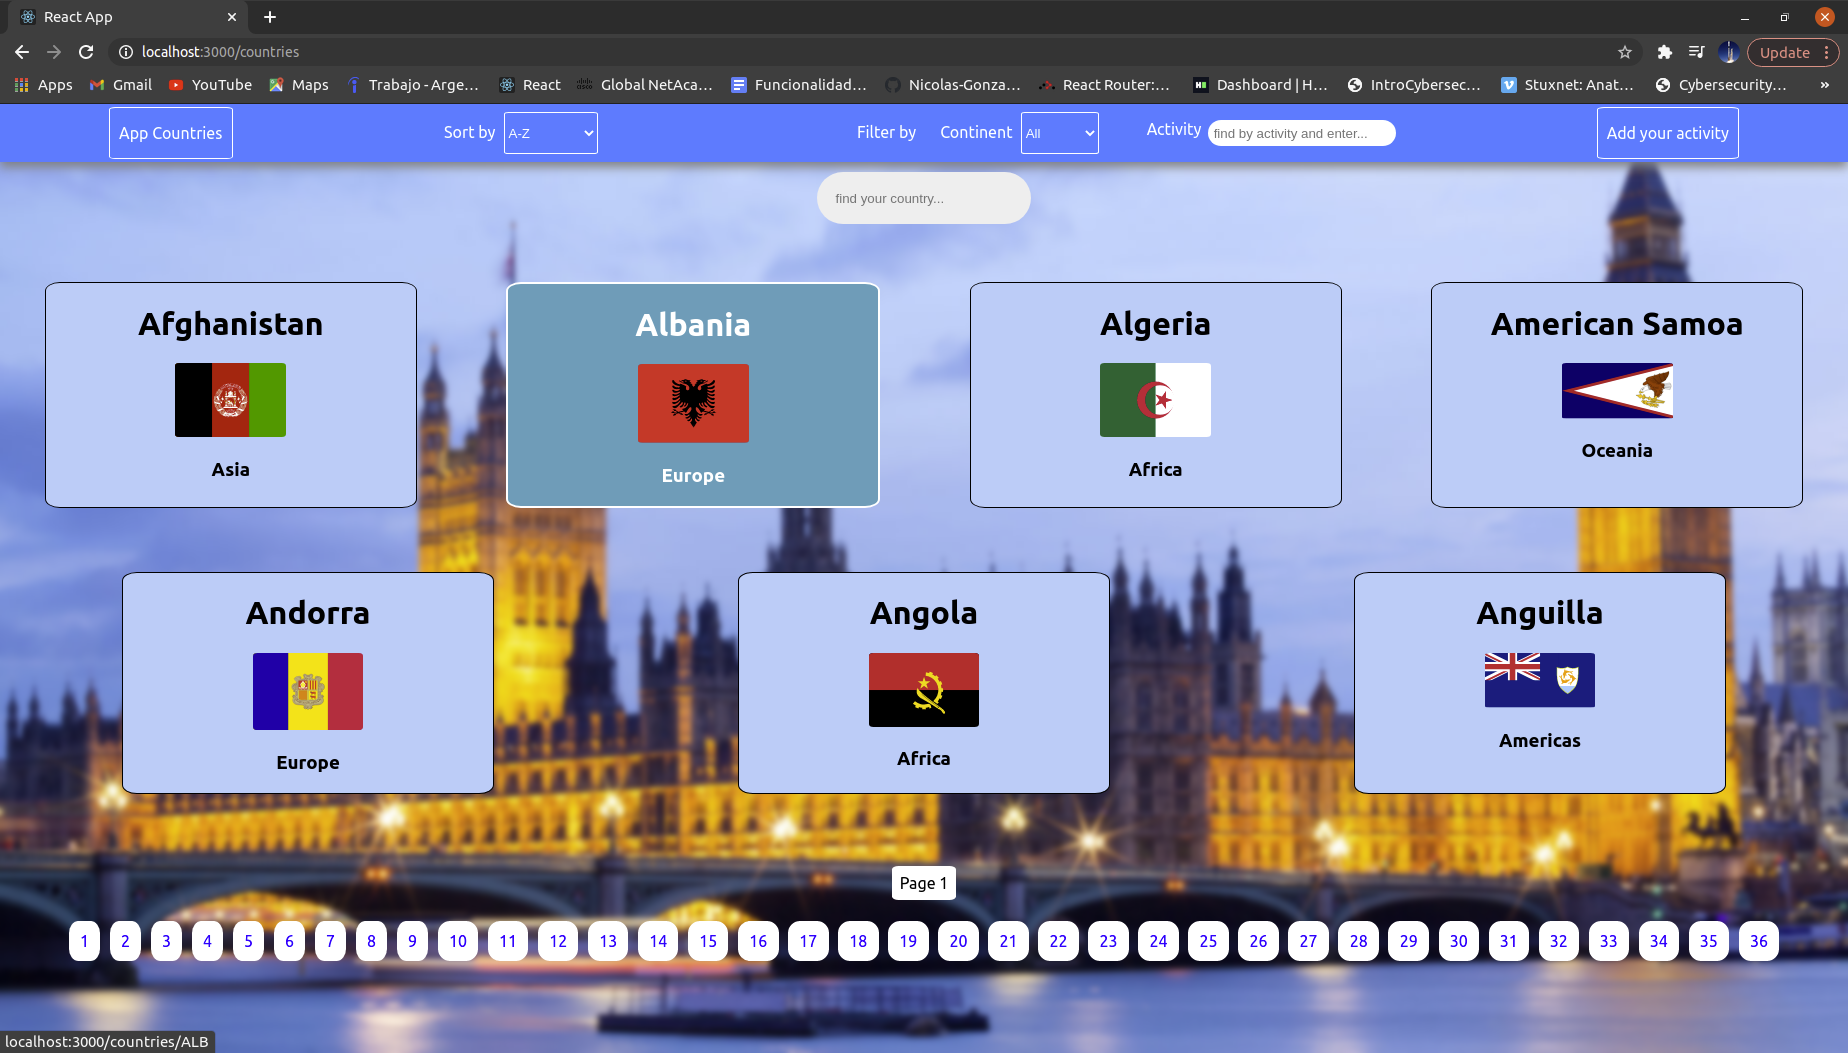 React App
localhost:3000/countries
Update
Apps
Gmail
YouTube
Maps
Trabajo - Arge...
React
Global NetAca...
Funcionalidad...
Nicolas-Gonza...
React Router:...
Dashboard | H...
IntroCybersec...
Stuxnet: Anat...
Cybersecurity...
»
App Countries
Sort by
A-Z
Filter by
Continent
All
Activity
find by activity and enter...
Add your activity
find your country...
Afghanistan
Asia
Albania
Europe
Algeria
Africa
American Samoa
Oceania
Andorra
Europe
Angola
Africa
Anguilla
Americas
Page 1
1 2 3 4 5 6 7 8 9 10 11 12 13 14 15 16 17 18 19 20 21 22 23 24 25 26 27 28 29 30 31 32 33 34 35 36
localhost:3000/countries/ALB